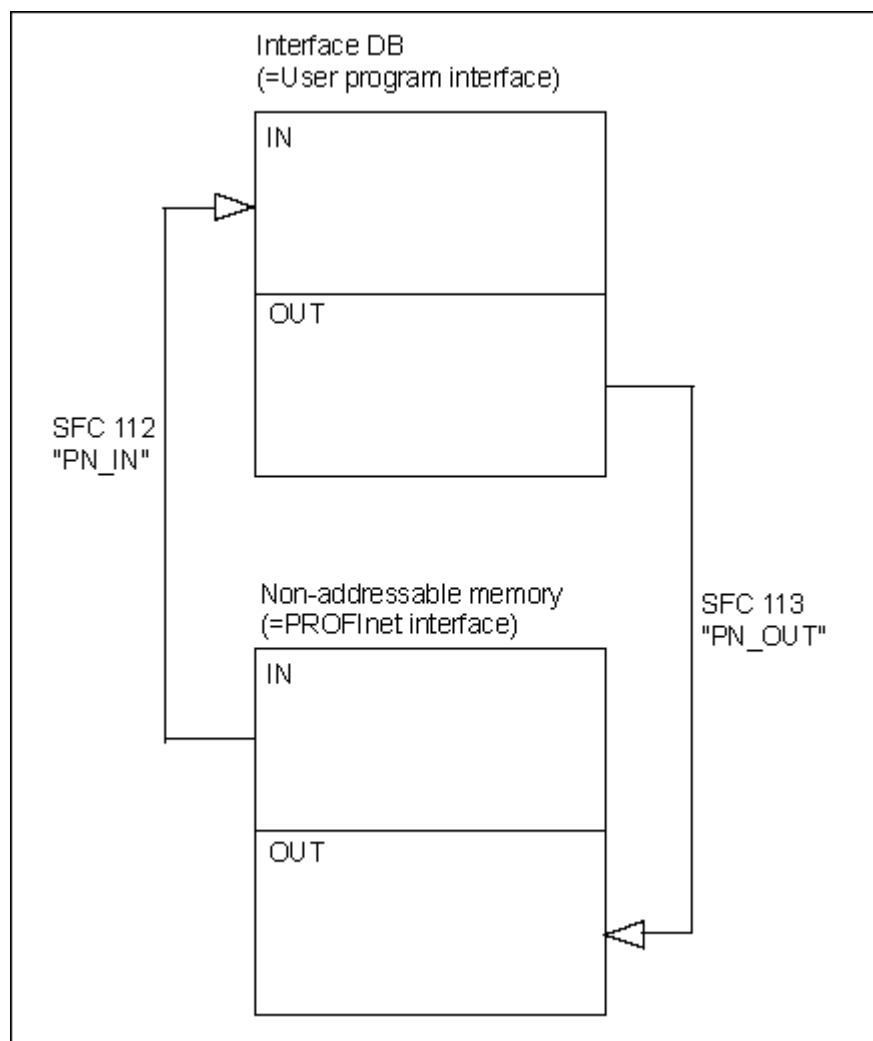 Interface DB
(=User program interface)
IN
OUT
SFC 112
"PN_IN"
Non-addressable memory
(=PROFInet interface)
SFC 113
"PN_OUT"
IN
OUT